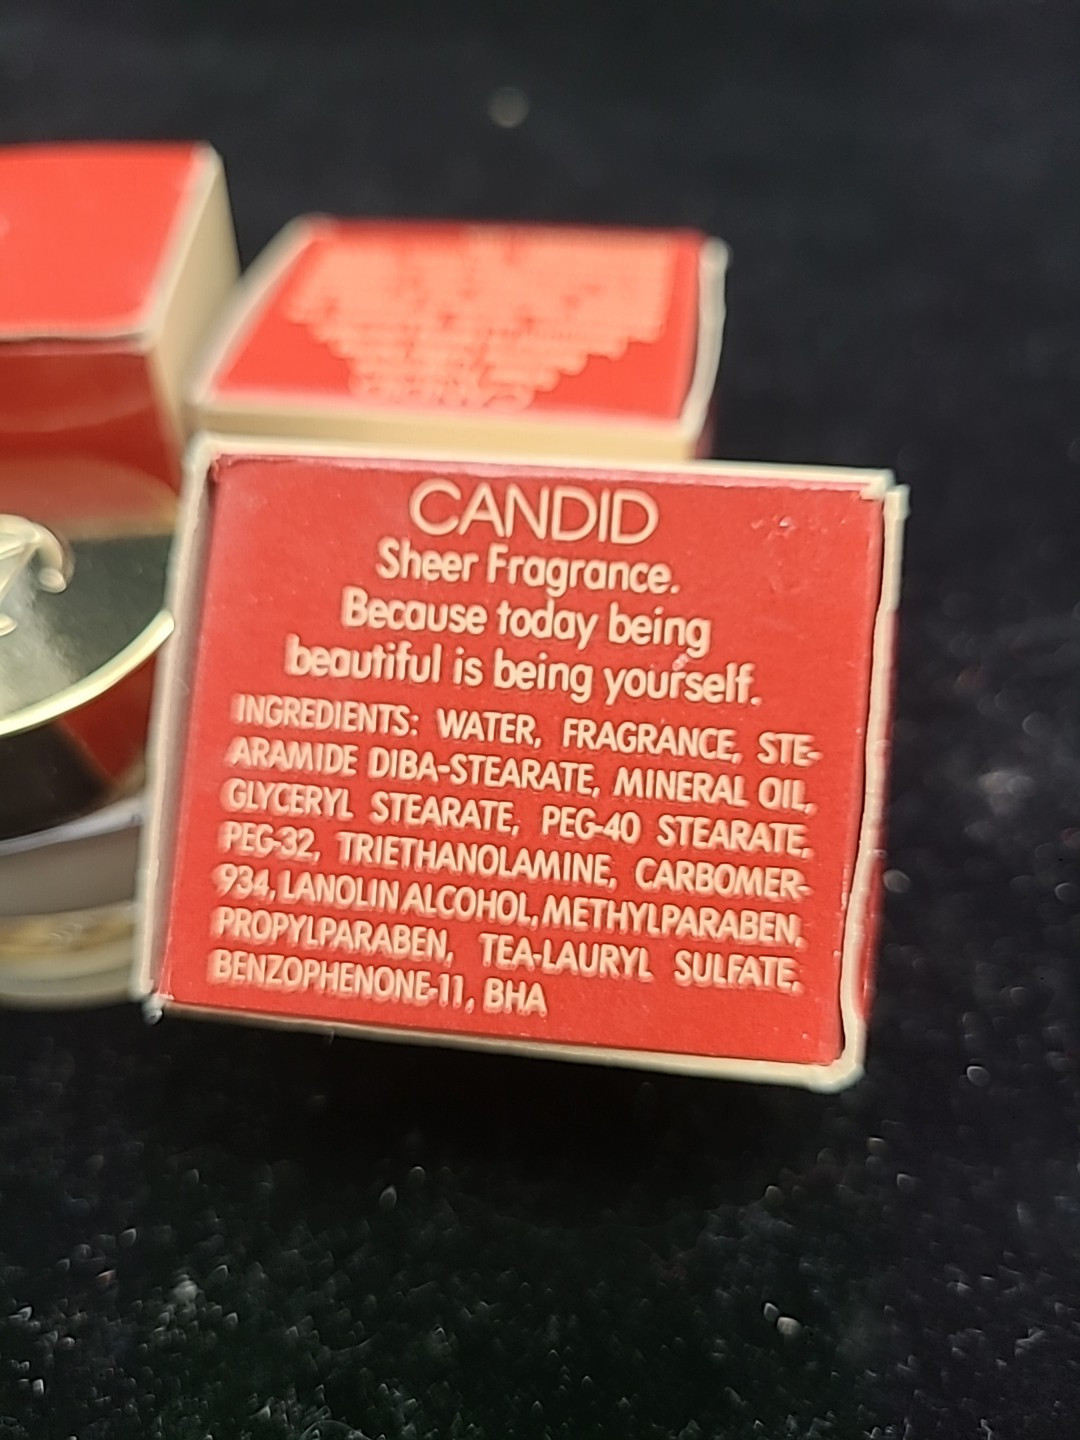 CANDID
Sheer Fragrance.
Because today being
beautiful is being yourself.
INGREDIENTS: WATER, FRAGRANCE, STE-
ARAMIDE DIBA-STEARATE, MINERAL OIL,
GLYCERYL STEARATE, PEG-40 STEARATE,
PEG-32, TRIETHANOLAMINE, CARBOMER-
934, LANOLIN ALCOHOL, METHYLPARABEN,
PROPYLPARABEN, TEA-LAURYL SULFATE,
BENZOPHENONE-11, BHA